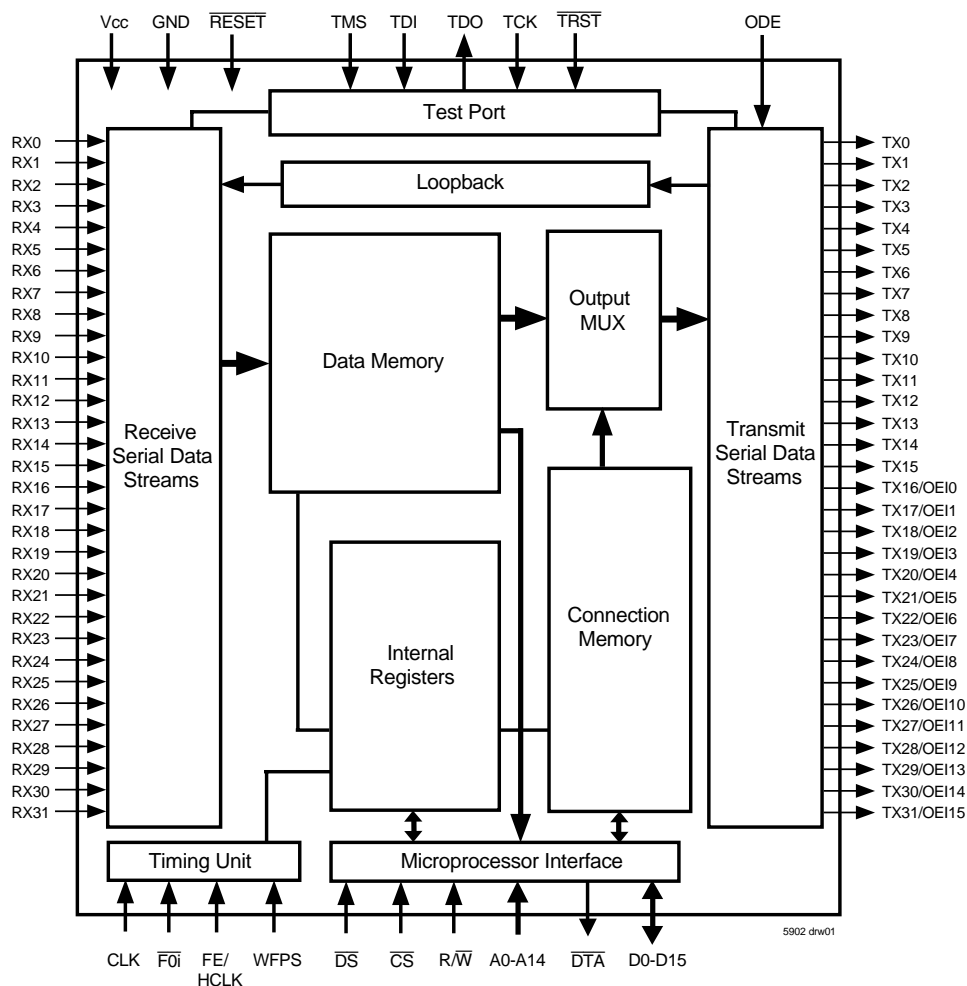 Vcc GND RESET TMS TDI TDO TCK TRST ODE
Test Port
Loopback
RX0
RX1
RX2
RX3
RX4
RX5
RX6
RX7
RX8
RX9
RX10
RX11
RX12
RX13
RX14
RX15
RX16
RX17
RX18
RX19
RX20
RX21
RX22
RX23
RX24
RX25
RX26
RX27
RX28
RX29
RX30
RX31
Receive
Serial Data
Streams
Data Memory
Output
MUX
Internal
Registers
Connection
Memory
Transmit
Serial Data
Streams
TX0
TX1
TX2
TX3
TX4
TX5
TX6
TX7
TX8
TX9
TX10
TX11
TX12
TX13
TX14
TX15
TX16/OEI0
TX17/OEI1
TX18/OEI2
TX19/OEI3
TX20/OEI4
TX21/OEI5
TX22/OEI6
TX23/OEI7
TX24/OEI8
TX25/OEI9
TX26/OEI10
TX27/OEI11
TX28/OEI12
TX29/OEI13
TX30/OEI14
TX31/OEI15
Timing Unit
Microprocessor Interface
5902 drw01
CLK F0i FE/ WFPS DS CS R/W A0-A14 DTA D0-D15
HCLK